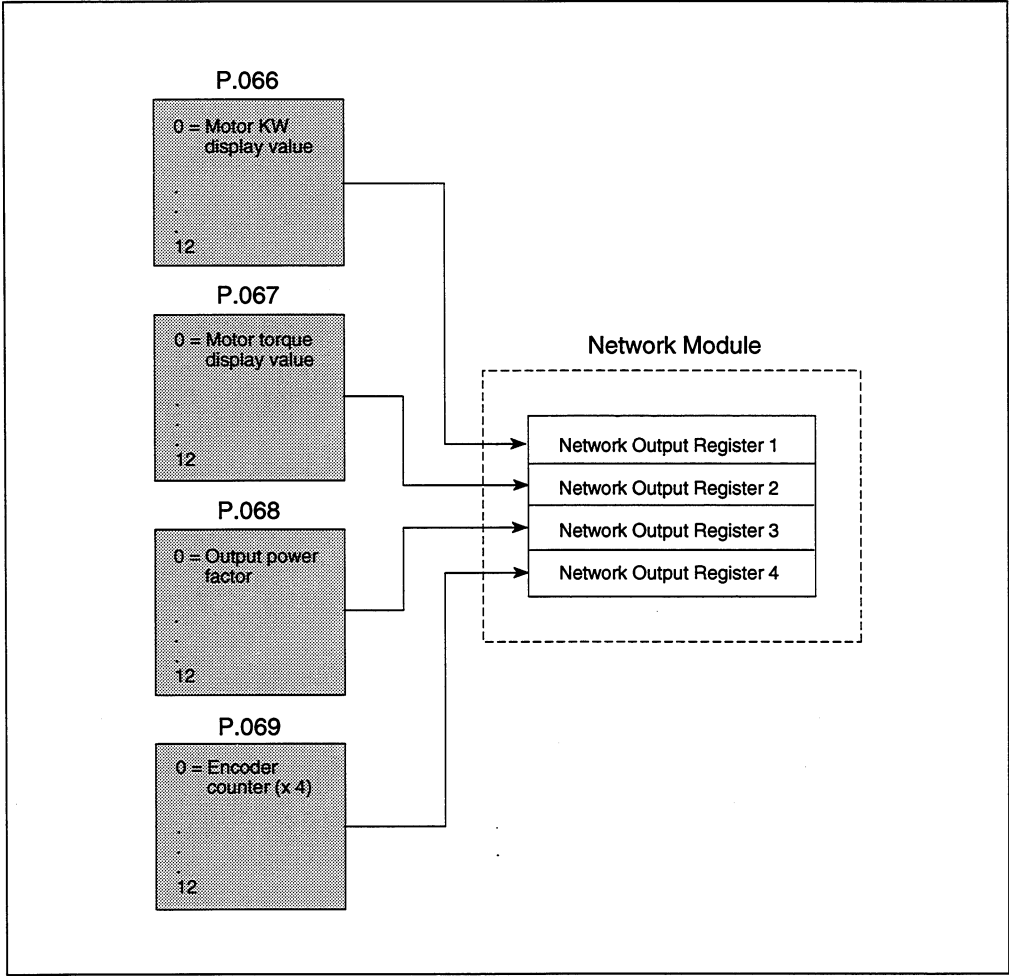 P.066
0 = Motor KW
display value
.
.
.
12
P.067
0 = Motor torque
display value
.
.
.
12
P.068
0 = Output power
factor
.
.
.
12
P.069
0 = Encoder
counter (x 4)
.
.
.
12
Network Module
Network Output Register 1
Network Output Register 2
Network Output Register 3
Network Output Register 4